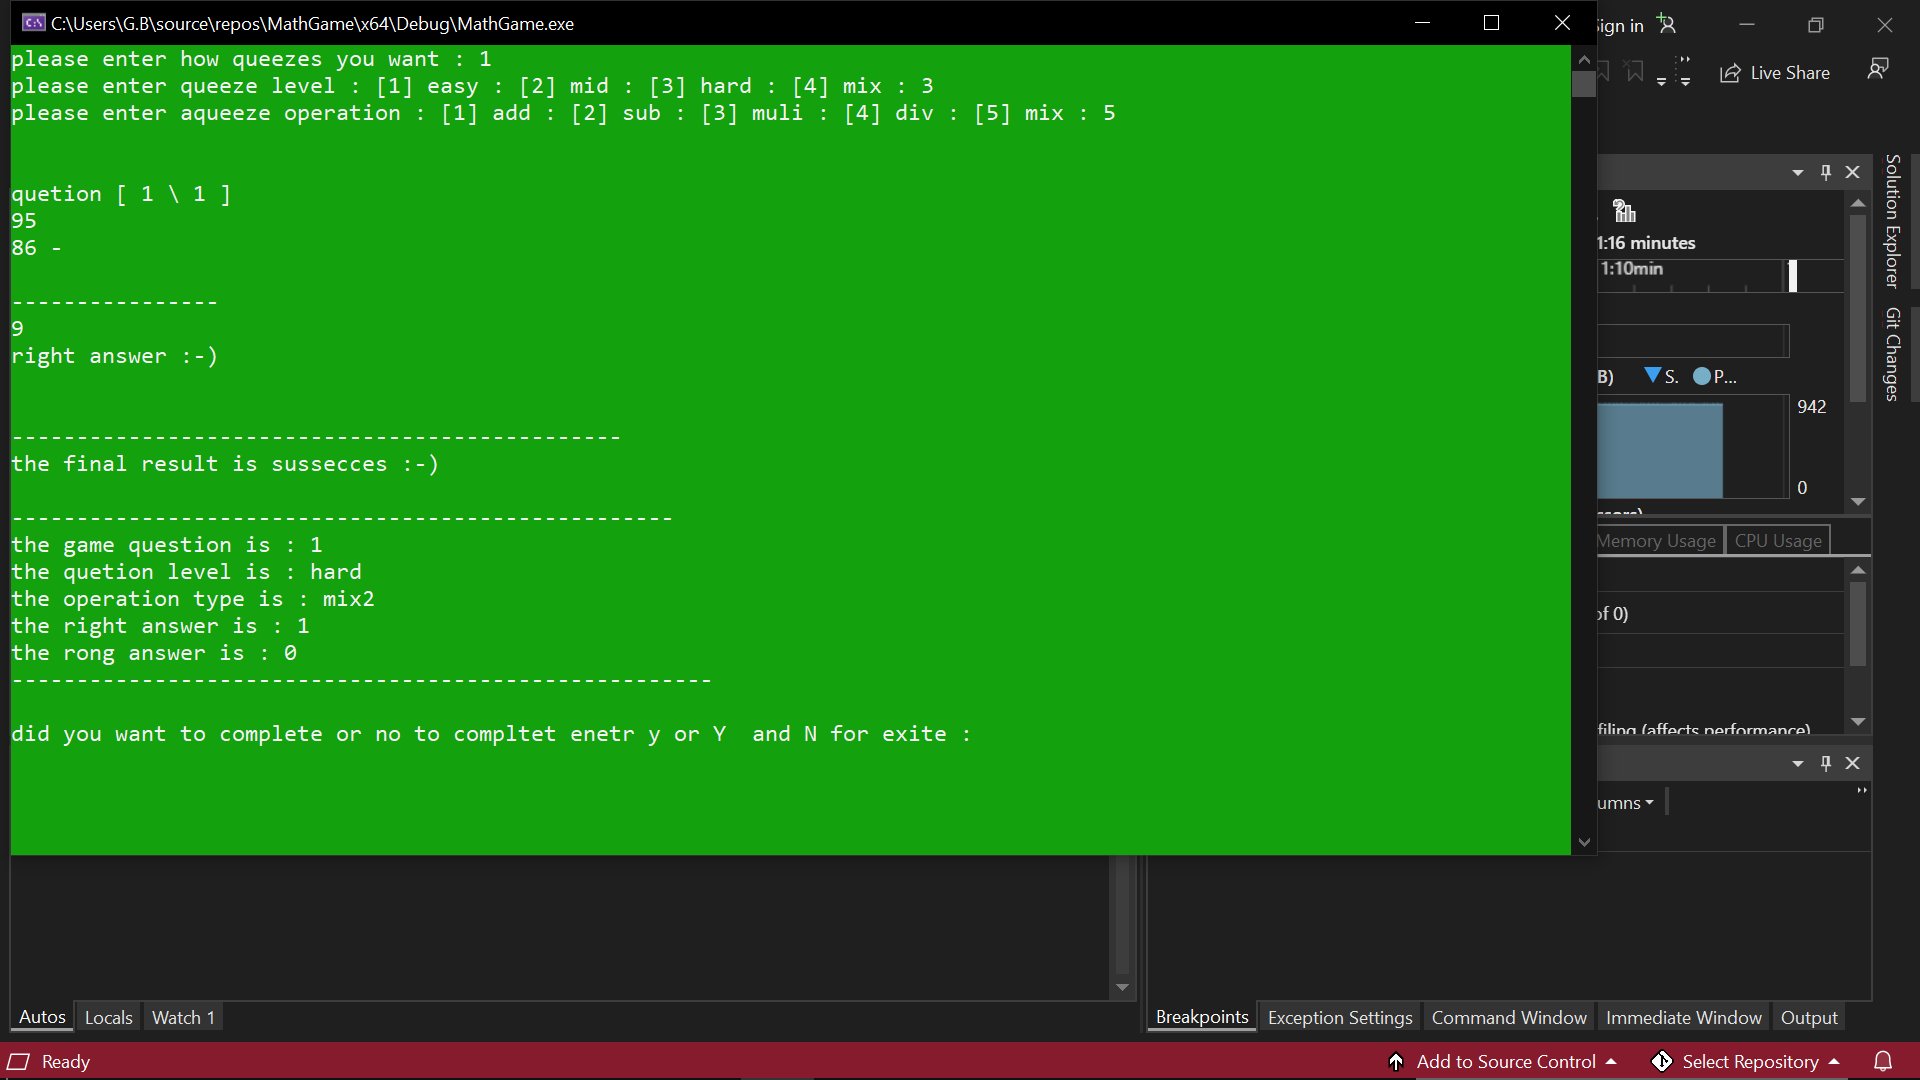 C:\Users\G.B\source\repos\MathGame\x64\Debug\MathGame.exe
please enter how queezes you want : 1
please enter queeze level : [1] easy : [2] mid : [3] hard : [4] mix : 3
please enter aqueeze operation : [1] add : [2] sub : [3] muli : [4] div : [5] mix : 5
quetion [ 1 \ 1 ]
95
86 -
----------------
9
right answer :-)
-----------------------------------------------
the final result is sussecces :-)
---------------------------------------------------
the game question is : 1
the quetion level is : hard
the operation type is : mix2
the right answer is : 1
the rong answer is : 0
------------------------------------------------------
did you want to complete or no to compltet enetr y or Y  and N for exite :
Sign in
Live Share
Solution Explorer
Git Changes
1:16 minutes
1:10min
B)
S.
P...
942
0
Memory Usage
CPU Usage
of 0)
filing (affects performance)
umns
Autos
Locals
Watch 1
Breakpoints
Exception Settings
Command Window
Immediate Window
Output
Ready
Add to Source Control
Select Repository